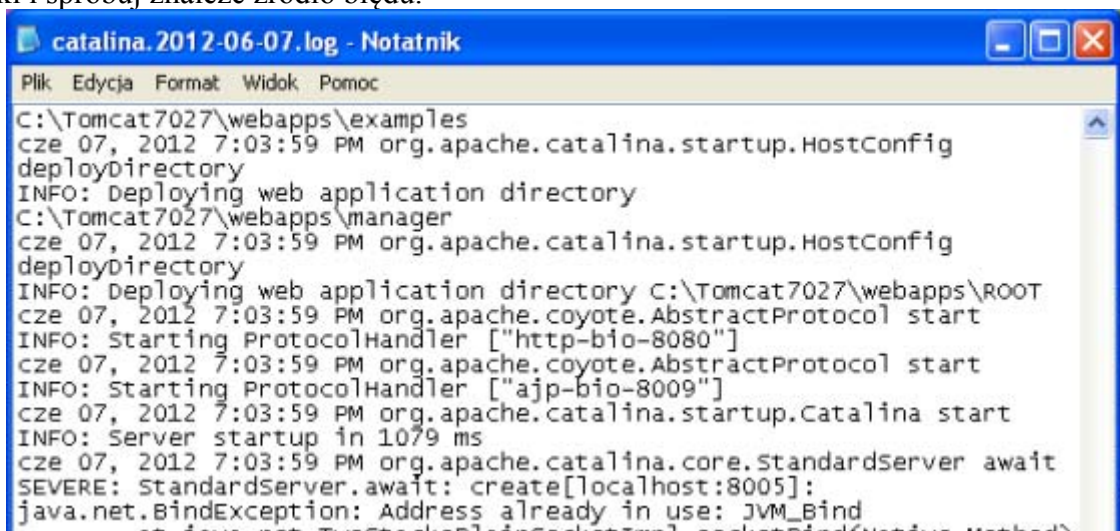 ki i spróbuj znaleźć źródło błędu.
catalina.2012-06-07.log - Notatnik
Plik Edycja Format Widok Pomoc
C:\Tomcat7027\webapps\examples
cze 07, 2012 7:03:59 PM org.apache.catalina.startup.HostConfig
deployDirectory
INFO: Deploying web application directory
C:\Tomcat7027\webapps\manager
cze 07, 2012 7:03:59 PM org.apache.catalina.startup.HostConfig
deployDirectory
INFO: Deploying web application directory C:\Tomcat7027\webapps\ROOT
cze 07, 2012 7:03:59 PM org.apache.coyote.AbstractProtocol start
INFO: Starting ProtocolHandler ["http-bio-8080"]
cze 07, 2012 7:03:59 PM org.apache.coyote.AbstractProtocol start
INFO: Starting ProtocolHandler ["ajp-bio-8009"]
cze 07, 2012 7:03:59 PM org.apache.catalina.startup.Catalina start
INFO: Server startup in 1079 ms
cze 07, 2012 7:03:59 PM org.apache.catalina.core.StandardServer await
SEVERE: StandardServer.await: create[localhost:8005]:
java.net.BindException: Address already in use: JVM_Bind
at java.net.TwoStacksPlainSocketImpl.socketBind(Native Method)